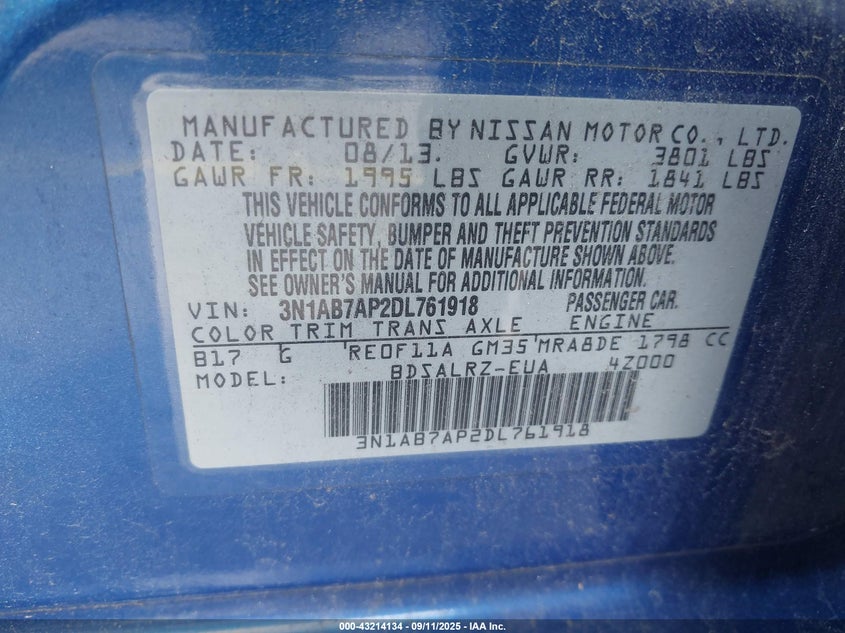 MANUFACTURED BY NISSAN MOTOR CO., LTD.
DATE: 08/13. GVWR: 3801 LBS
GAWR FR: 1995 LBS GAWR RR: 1841 LBS
THIS VEHICLE CONFORMS TO ALL APPLICABLE FEDERAL MOTOR
VEHICLE SAFETY, BUMPER AND THEFT PREVENTION STANDARDS
IN EFFECT ON THE DATE OF MANUFACTURE SHOWN ABOVE.
SEE OWNER'S MANUAL FOR ADDITIONAL INFORMATION.
VIN: 3N1AB7AP2DL761918 PASSENGER CAR.
COLOR TRIM TRANS AXLE ENGINE
B17 G RE0F11A GM35 MRA8DE 1798 CC
MODEL: BDSALRZ-EUA 4Z000
3N1AB7AP2DL761918
000-43214134 - 09/11/2025 - IAA Inc.